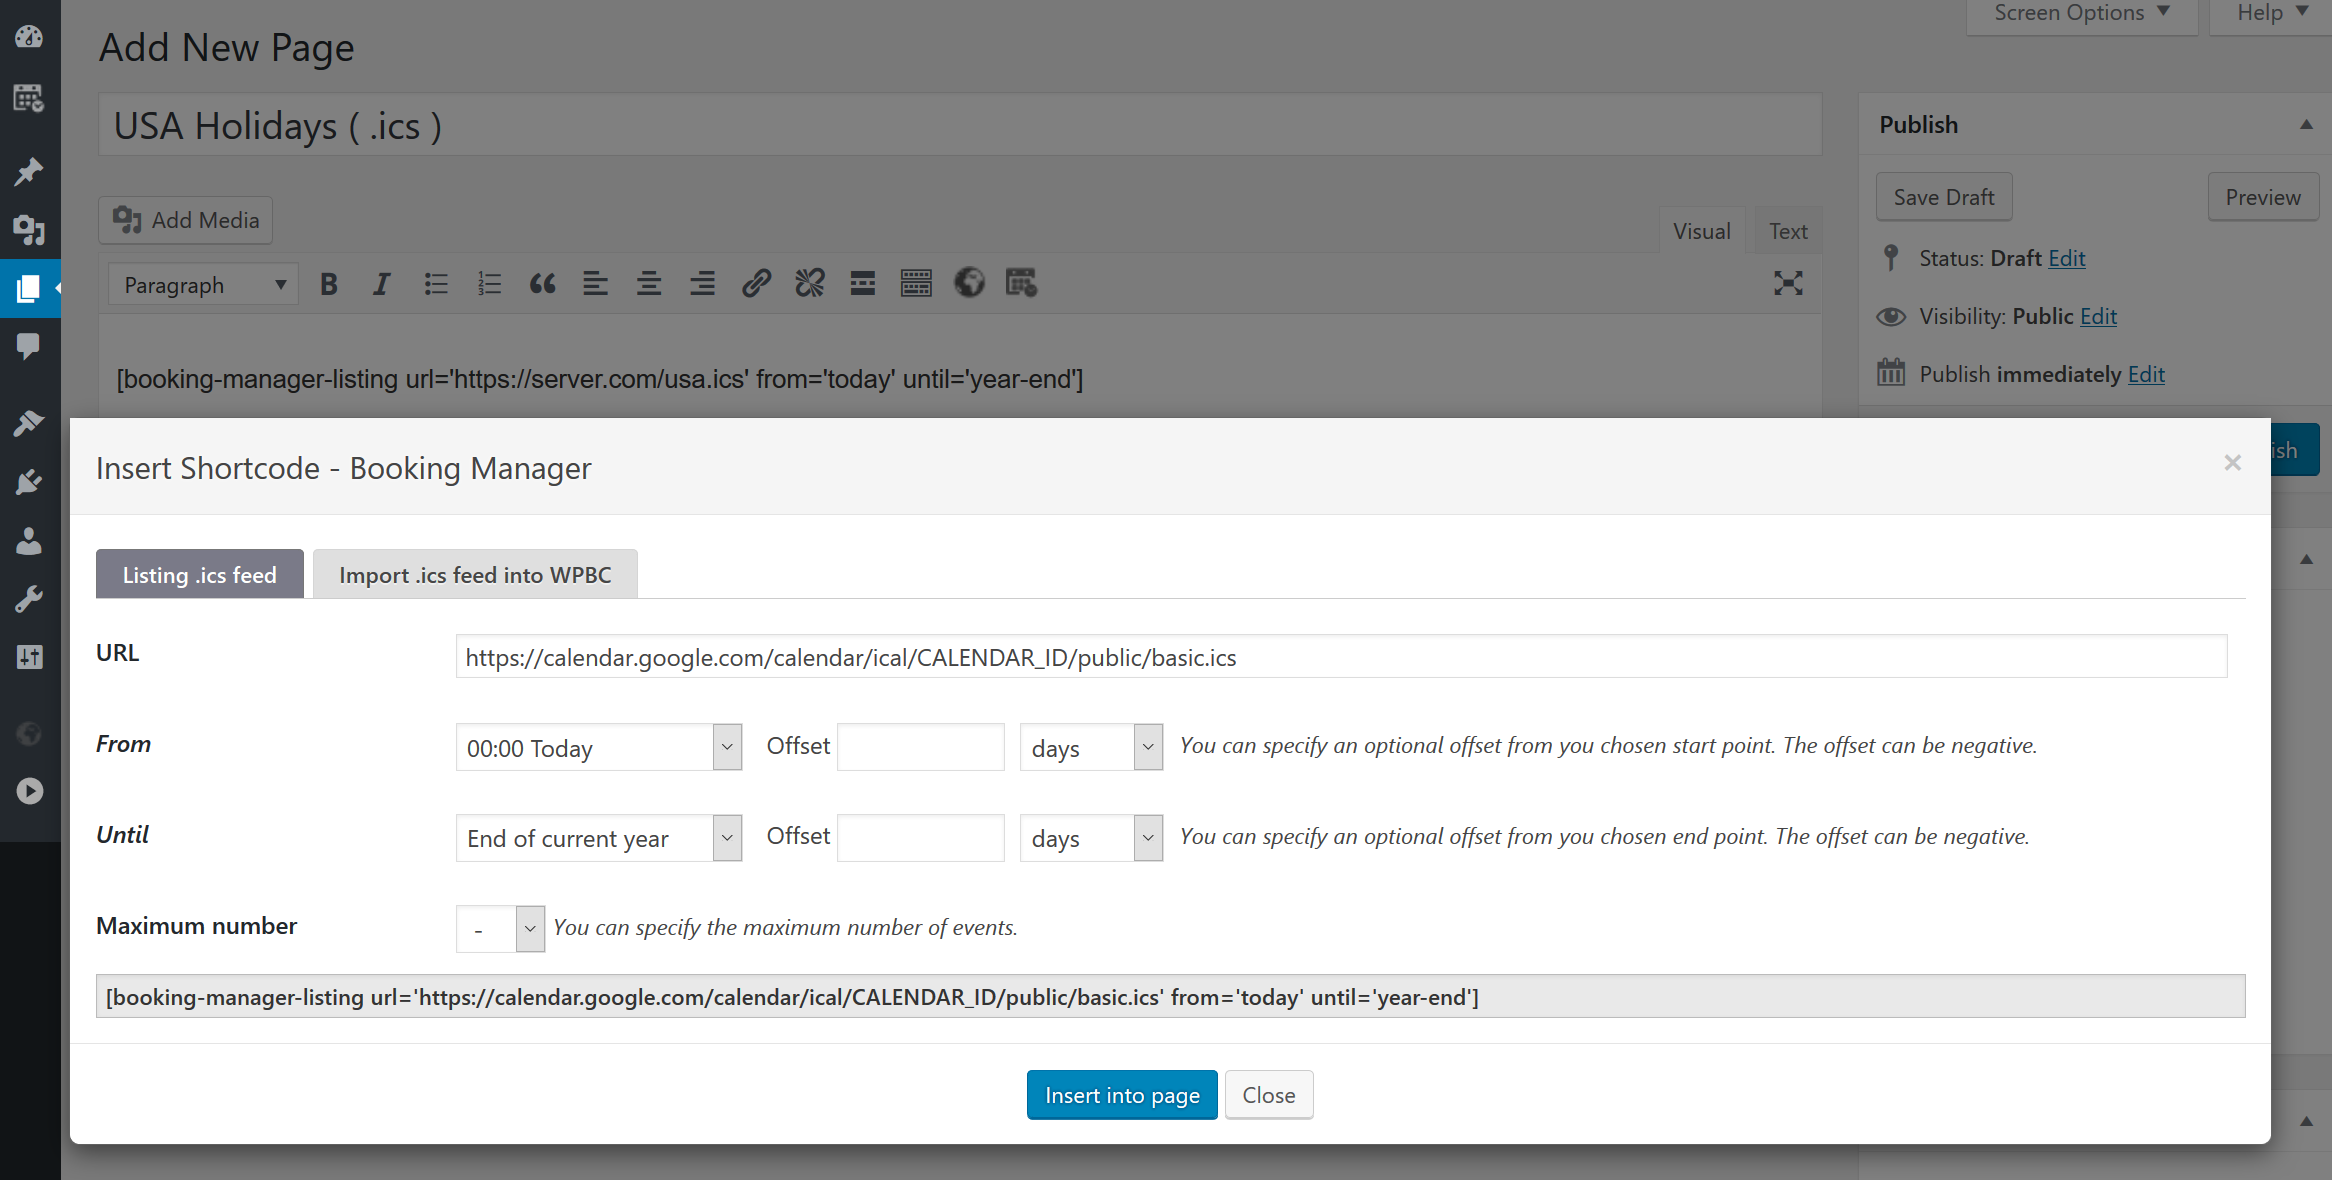 Screen Options
Help
Add New Page
USA Holidays ( .ics )
Publish
Add Media
Save Draft
Preview
Visual
Text
Status: Draft Edit
Paragraph
B
I
Visibility: Public Edit
Publish immediately Edit
[booking-manager-listing url='https://server.com/usa.ics' from='today' until='year-end']
ish
Insert Shortcode - Booking Manager
×
Listing .ics feed
Import .ics feed into WPBC
URL
https://calendar.google.com/calendar/ical/CALENDAR_ID/public/basic.ics
From
00:00 Today
Offset
days
You can specify an optional offset from you chosen start point. The offset can be negative.
Until
End of current year
Offset
days
You can specify an optional offset from you chosen end point. The offset can be negative.
Maximum number
-
You can specify the maximum number of events.
[booking-manager-listing url='https://calendar.google.com/calendar/ical/CALENDAR_ID/public/basic.ics' from='today' until='year-end']
Insert into page
Close